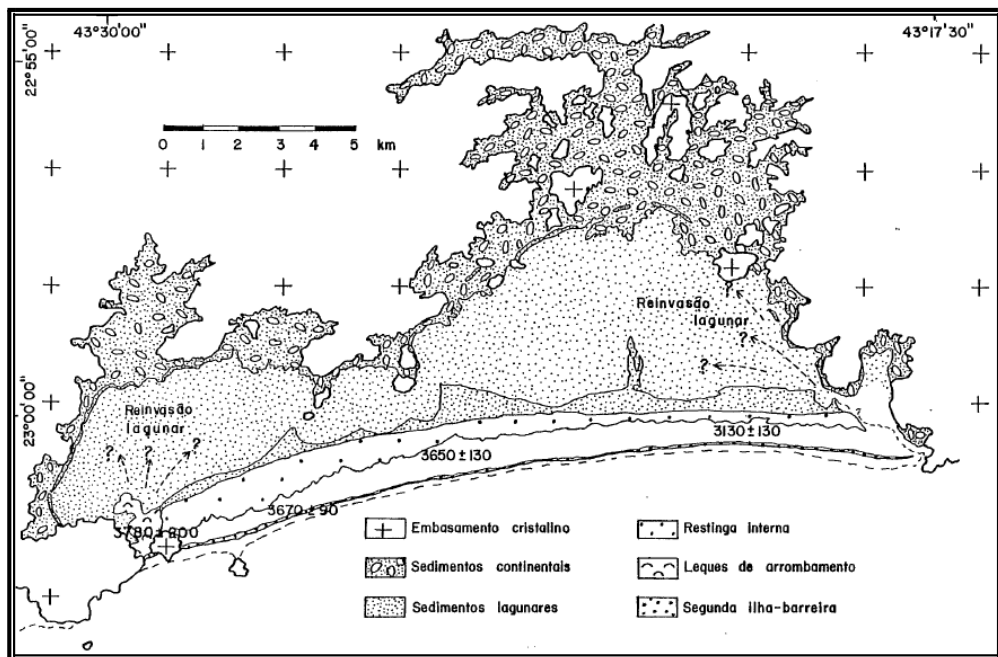 43°30'00"
43°17'30"
22°55'00"
0 1 2 3 4 5 km
Reinvasão
lagunar
?
?
?
23°00'00"
Reinvasão
lagunar
?
?
?
?
3130±130
3650±130
3670±90
3780±200
Embasamento cristalino
Sedimentos continentais
Sedimentos lagunares
Restinga interna
Leques de arrombamento
Segunda ilha-barreira